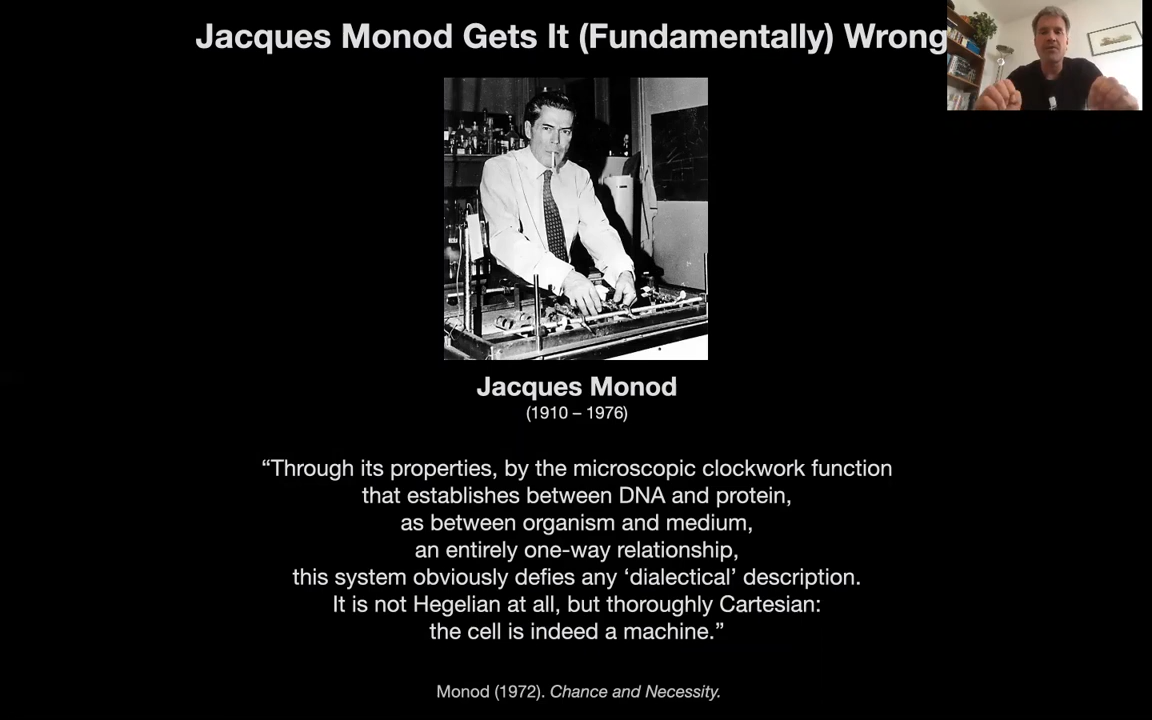 Jacques Monod Gets It (Fundamentally) Wrong
Jacques Monod
(1910 – 1976)
“Through its properties, by the microscopic clockwork function
that establishes between DNA and protein,
as between organism and medium,
an entirely one-way relationship,
this system obviously defies any ‘dialectical’ description.
It is not Hegelian at all, but thoroughly Cartesian:
the cell is indeed a machine.”
Monod (1972). Chance and Necessity.